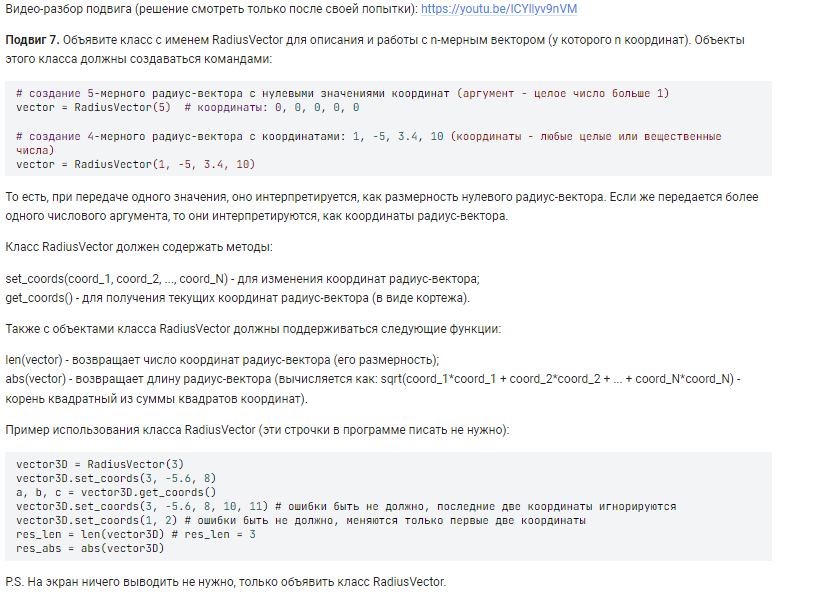 Видео-разбор подвига (решение смотреть только после своей попытки): https://youtu.be/lCYIlyv9nVM
Подвиг 7. Объявите класс с именем RadiusVector для описания и работы с n-мерным вектором (у которого n координат). Объекты
этого класса должны создаваться командами:
# создание 5-мерного радиус-вектора с нулевыми значениями координат (аргумент - целое число больше 1)
vector = RadiusVector(5)  # координаты: 0, 0, 0, 0, 0
# создание 4-мерного радиус-вектора с координатами: 1, -5, 3.4, 10 (координаты - любые целые или вещественные
числа)
vector = RadiusVector(1, -5, 3.4, 10)
То есть, при передаче одного значения, оно интерпретируется, как размерность нулевого радиус-вектора. Если же передается более
одного числового аргумента, то они интерпретируются, как координаты радиус-вектора.
Класс RadiusVector должен содержать методы:
set_coords(coord_1, coord_2, ..., coord_N) - для изменения координат радиус-вектора;
get_coords() - для получения текущих координат радиус-вектора (в виде кортежа).
Также с объектами класса RadiusVector должны поддерживаться следующие функции:
len(vector) - возвращает число координат радиус-вектора (его размерность);
abs(vector) - возвращает длину радиус-вектора (вычисляется как: sqrt(coord_1*coord_1 + coord_2*coord_2 + ... + coord_N*coord_N) -
корень квадратный из суммы квадратов координат).
Пример использования класса RadiusVector (эти строчки в программе писать не нужно):
vector3D = RadiusVector(3)
vector3D.set_coords(3, -5.6, 8)
a, b, c = vector3D.get_coords()
vector3D.set_coords(3, -5.6, 8, 10, 11) # ошибки быть не должно, последние две координаты игнорируются
vector3D.set_coords(1, 2) # ошибки быть не должно, меняются только первые две координаты
res_len = len(vector3D) # res_len = 3
res_abs = abs(vector3D)
P.S. На экран ничего выводить не нужно, только объявить класс RadiusVector.